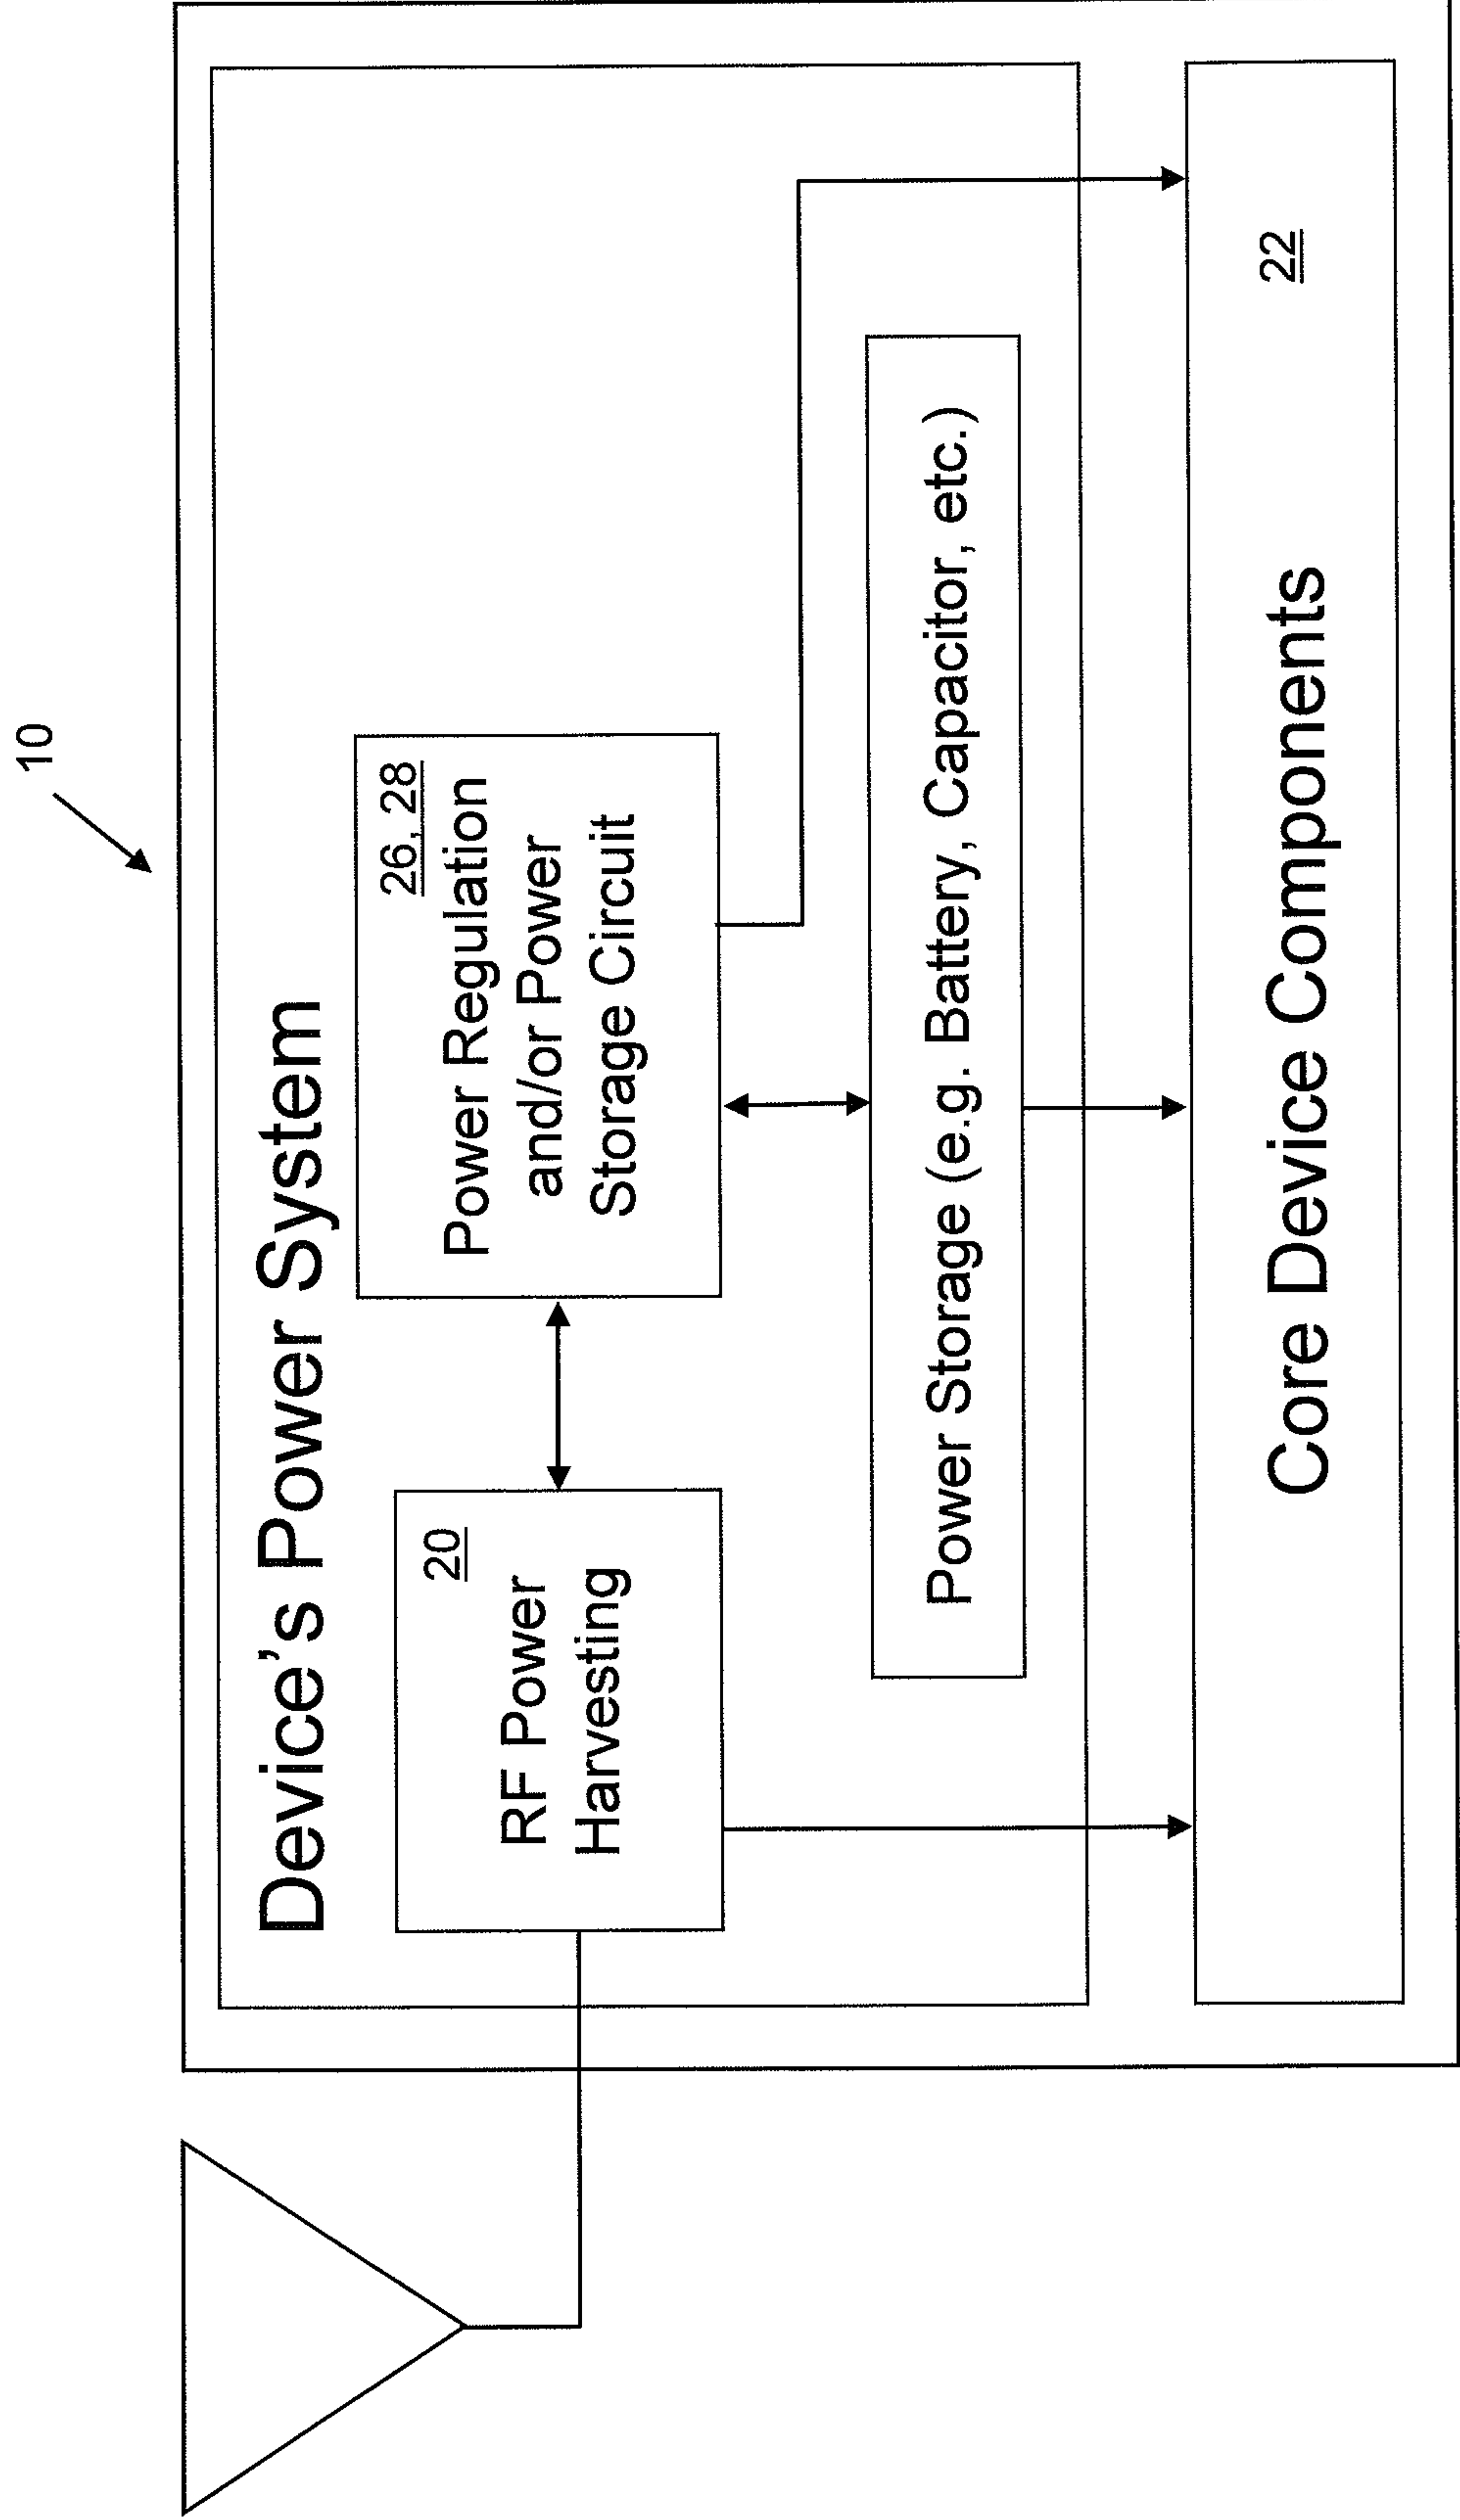 10
Device's Power System
20
RF Power
Harvesting
26, 28
Power Regulation
and/or Power
Storage Circuit
Power Storage (e.g. Battery, Capacitor, etc.)
Core Device Components
22